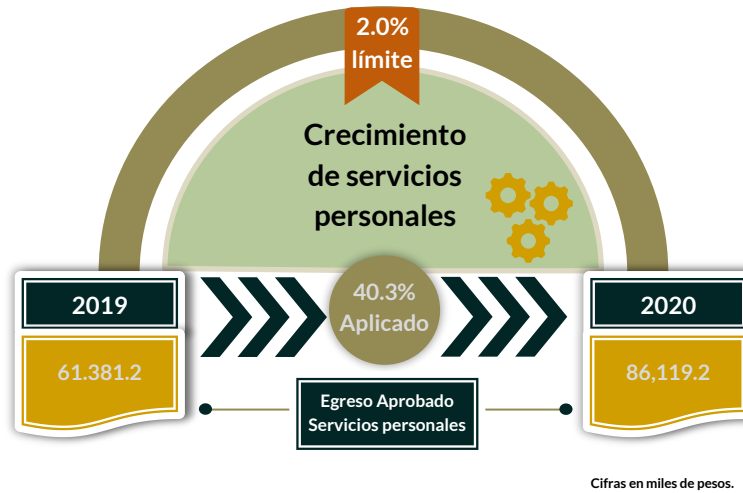 2.0%
límite
Crecimiento
de servicios
personales
2019
40.3%
Aplicado
2020
61.381.2
86,119.2
Egreso Aprobado
Servicios personales
Cifras en miles de pesos.